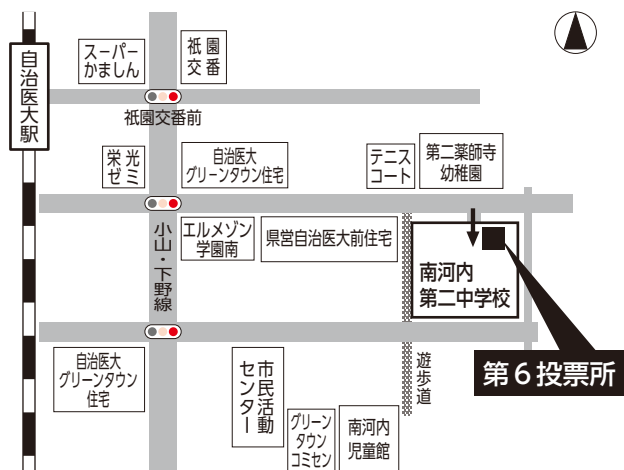 自治医大駅
スーパー
かましん
祇園
交番
祇園交番前
栄光
ゼミ
自治医大
グリーンタウン住宅
テニス
コート
第二薬師寺
幼稚園
小山・下野線
エルメゾン
学園南
県営自治医大前住宅
南河内
第二中学校
第6投票所
自治医大
グリーンタウン
住宅
市民活動
センター
遊歩道
グリーン
タウン
コミセン
南河内
児童館